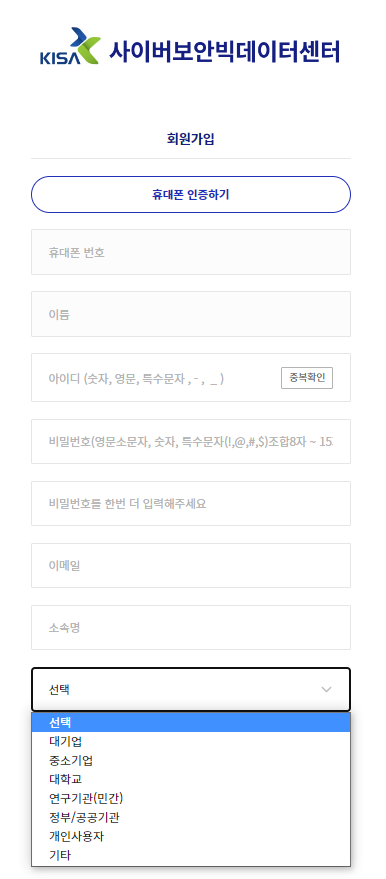 KISA 사이버보안빅데이터센터
회원가입
휴대폰 인증하기
휴대폰 번호
이름
아이디 (숫자, 영문, 특수문자 , - , _ )
중복확인
비밀번호(영문소문자, 숫자, 특수문자(!,@,#,$)조합8자 ~ 15
비밀번호를 한번 더 입력해주세요
이메일
소속명
선택
선택
대기업
중소기업
대학교
연구기관(민간)
정부/공공기관
개인사용자
기타